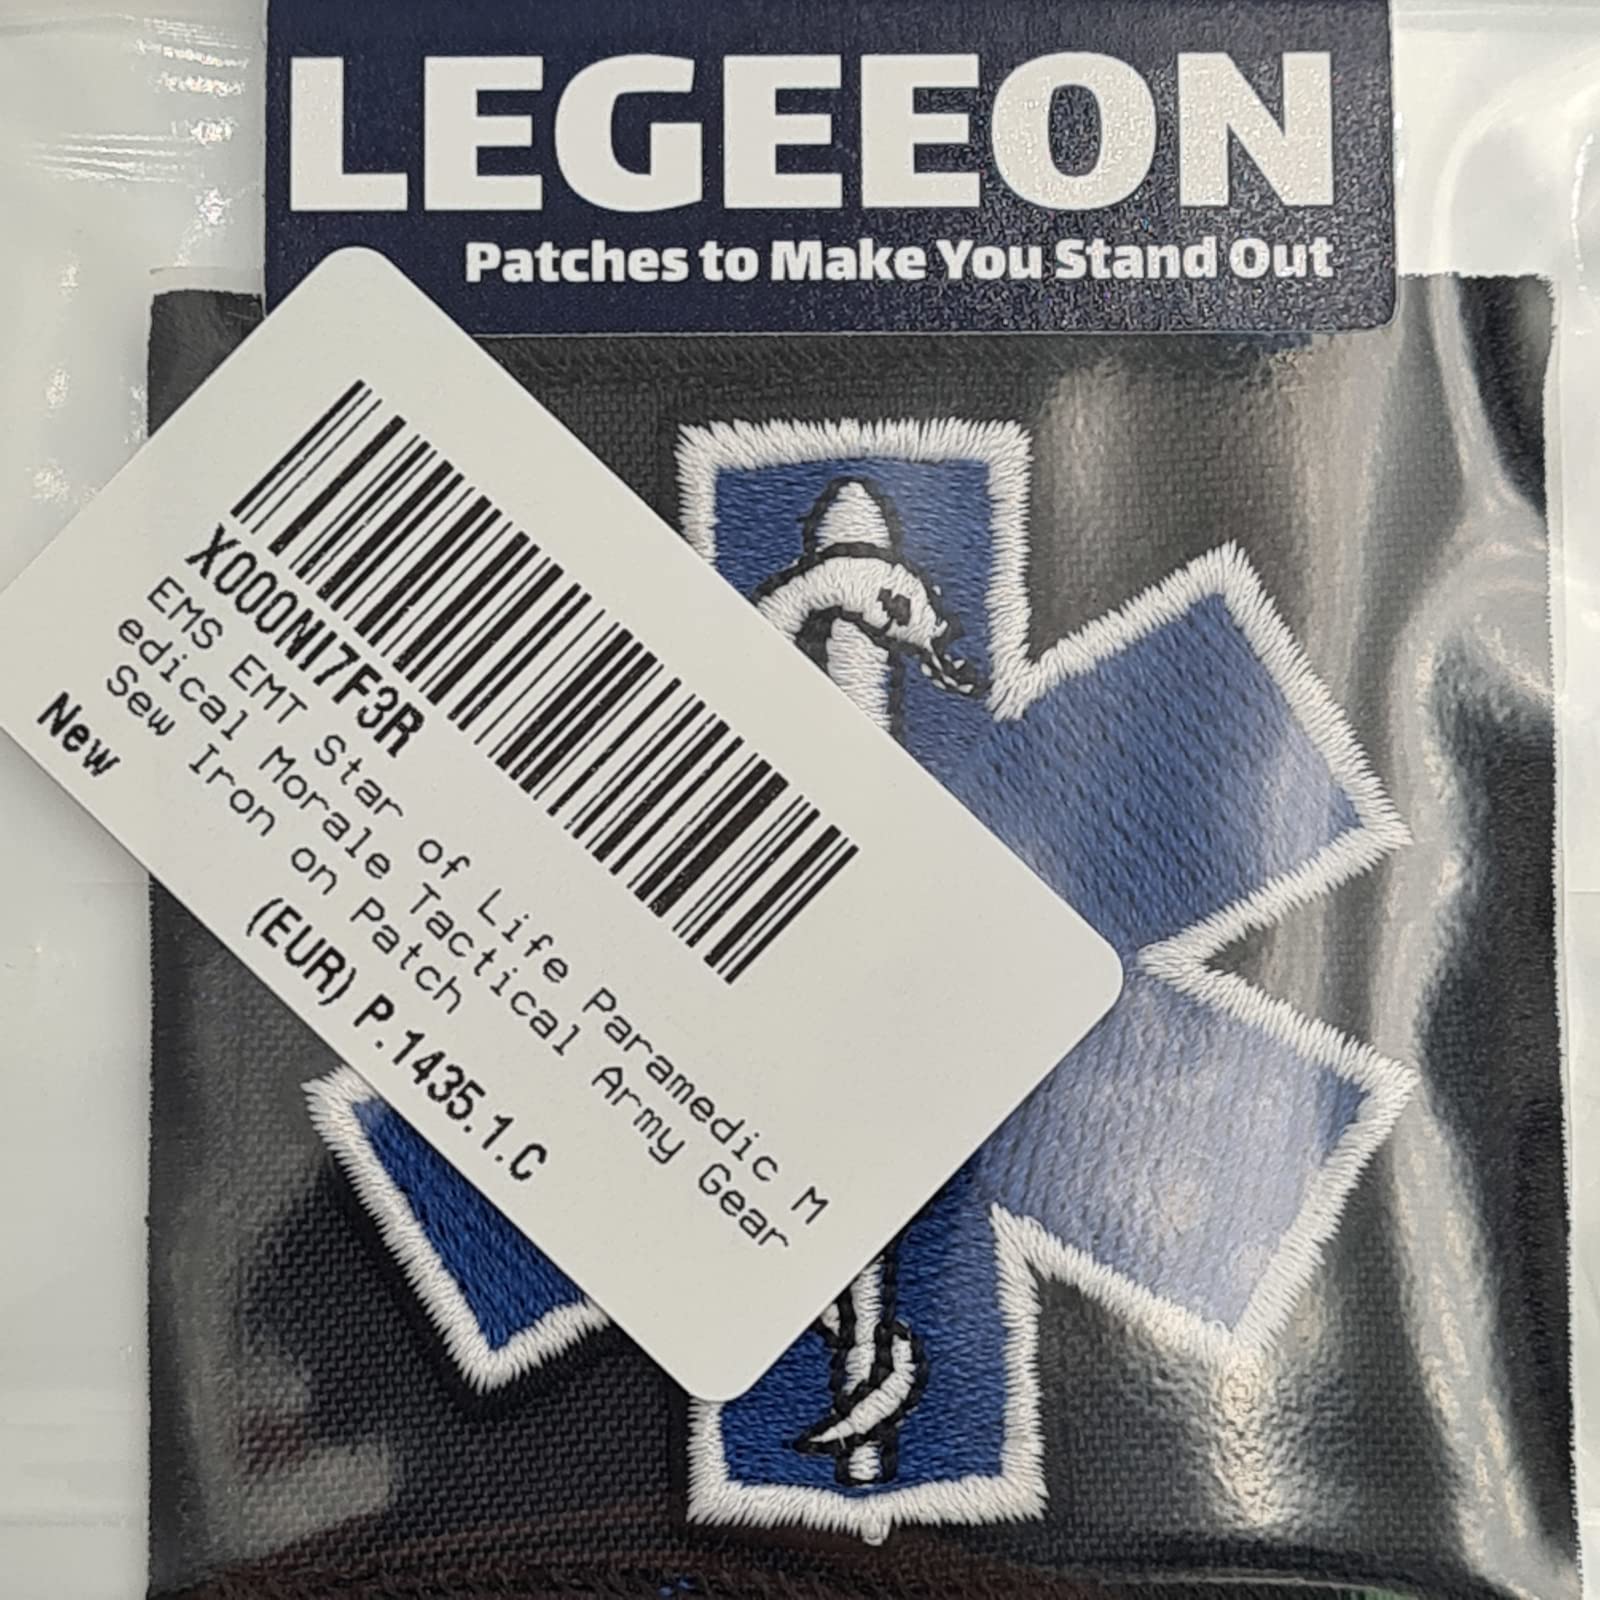 LEGEEON
Patches to Make You Stand Out
X000NI7F3R
EMS EMT Star of Life Paramedic M
edical Morale Tactical Army Gear
Sew Iron on Patch
New
(EUR) P.1435.1.C